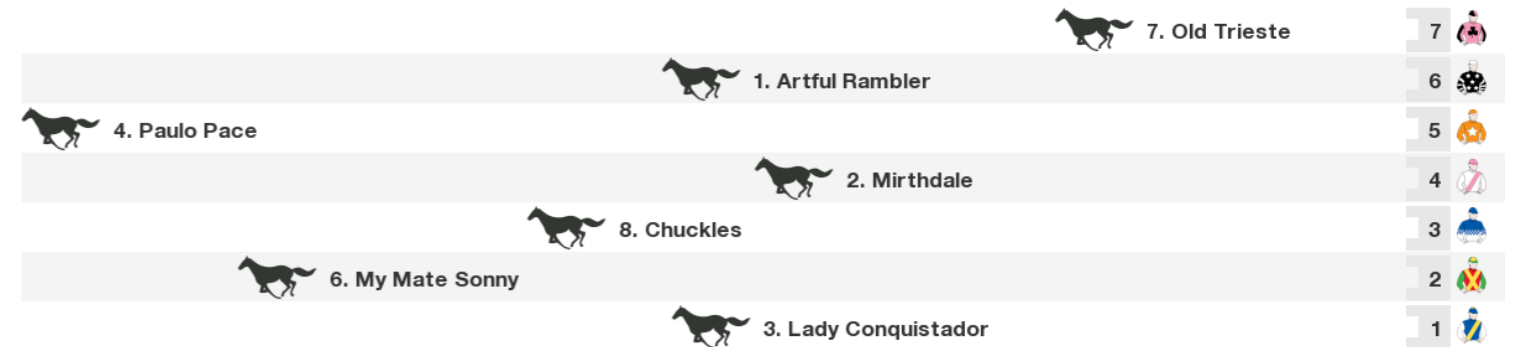 7. Old Trieste 7
1. Artful Rambler 6
4. Paulo Pace 5
2. Mirthdale 4
8. Chuckles 3
6. My Mate Sonny 2
3. Lady Conquistador 1